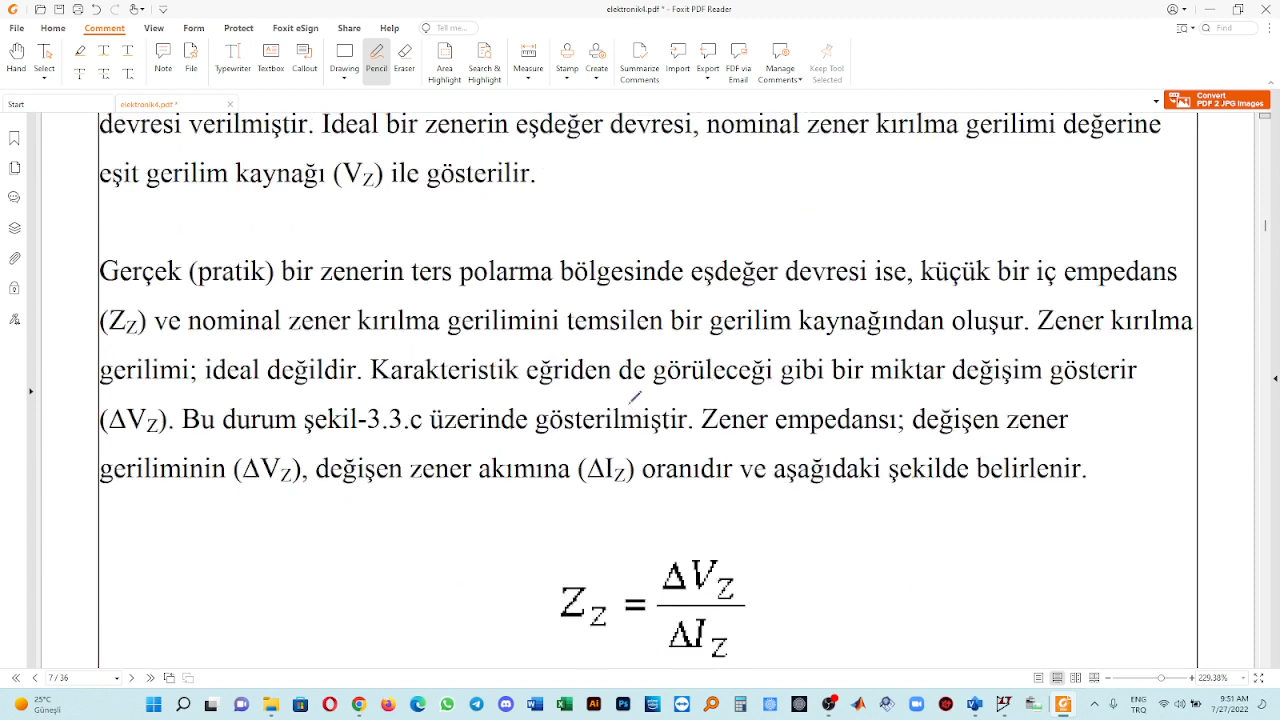 elektronik4.pdf * - Foxit PDF Reader
File Home Comment View Form Protect Foxit eSign Share Help Tell me... Find
Hand Select Note File Typewriter Textbox Callout Drawing Pencil Eraser Area Highlight Search & Highlight Measure Stamp Create Summarize Comments Import Export FDF via Email Manage Comments Keep Tool Selected
Start elektronik4.pdf * Convert PDF 2 JPG Images
devresi verilmiştir. İdeal bir zenerin eşdeğer devresi, nominal zener kırılma gerilimi değerine
eşit gerilim kaynağı (VZ) ile gösterilir.
Gerçek (pratik) bir zenerin ters polarma bölgesinde eşdeğer devresi ise, küçük bir iç empedans
(ZZ) ve nominal zener kırılma gerilimini temsilen bir gerilim kaynağından oluşur. Zener kırılma
gerilimi; ideal değildir. Karakteristik eğriden de görüleceği gibi bir miktar değişim gösterir
(ΔVZ). Bu durum şekil-3.3.c üzerinde gösterilmiştir. Zener empedansı; değişen zener
geriliminin (ΔVZ), değişen zener akımına (ΔIZ) oranıdır ve aşağıdaki şekilde belirlenir.
ZZ = ΔVZ / ΔIZ
7 / 36 229.38%
25°C Güneşli ENG TRQ 9:51 AM 7/27/2022